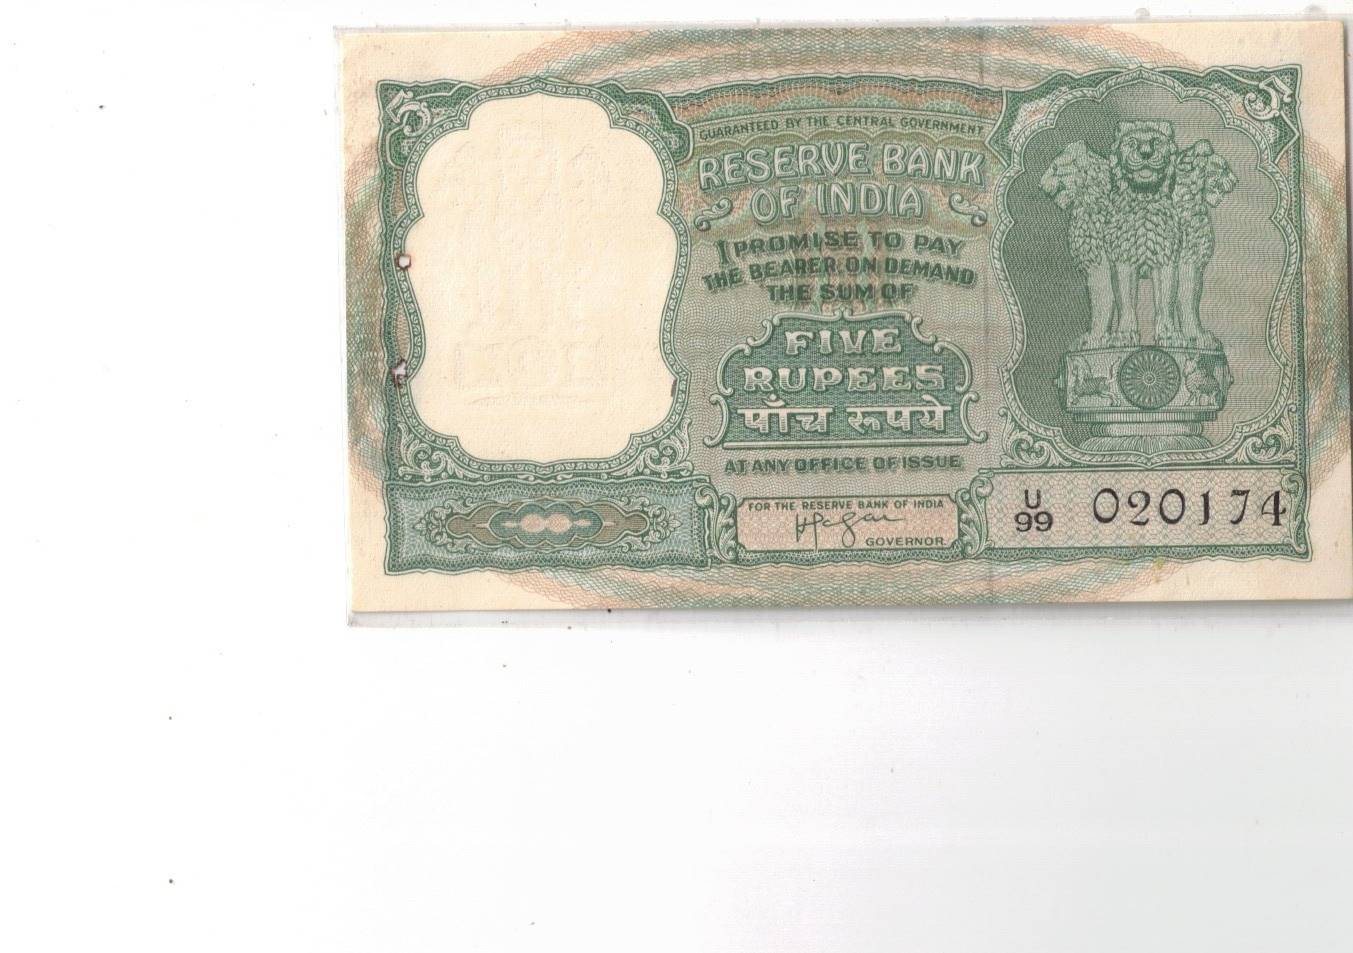 5 5
GUARANTEED BY THE CENTRAL GOVERNMENT
RESERVE BANK
OF INDIA
I PROMISE TO PAY
THE BEARER ON DEMAND
THE SUM OF
FIVE
RUPEES
पाँच रूपये
AT ANY OFFICE OF ISSUE
FOR THE RESERVE BANK OF INDIA
GOVERNOR
U
99 020174